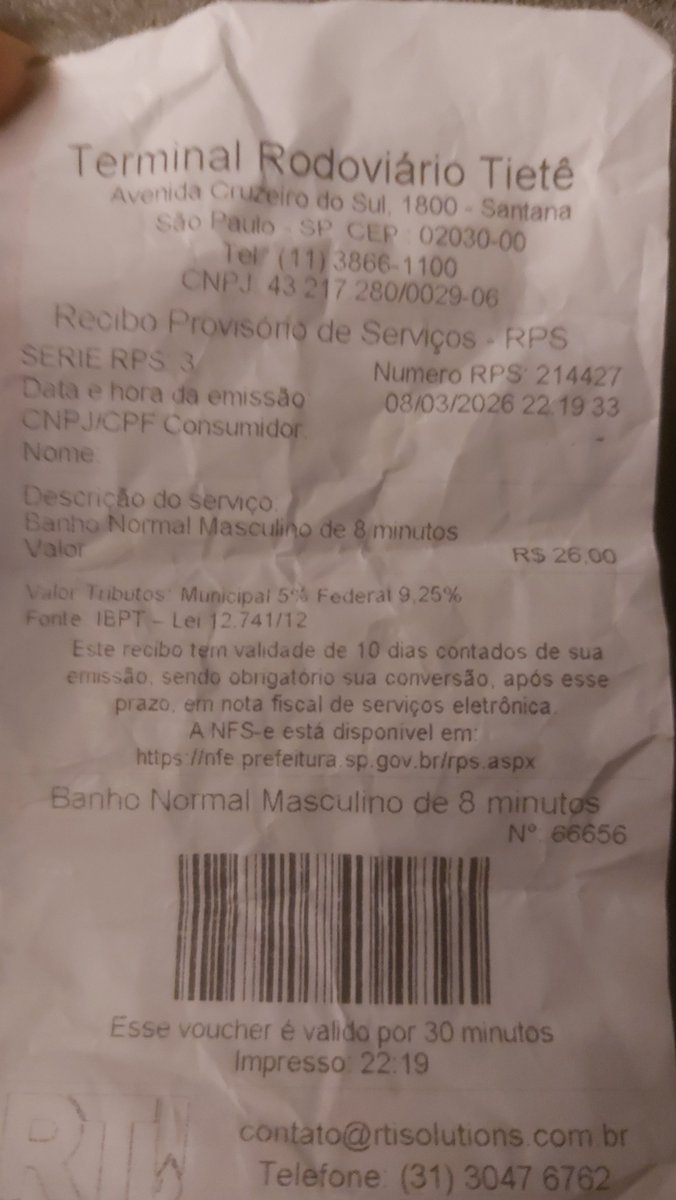 Terminal Rodoviário Tietê
Avenida Cruzeiro do Sul, 1800 - Santana
São Paulo - SP CEP : 02030-00
Tel: (11) 3866-1100
CNPJ: 43.217.280/0029-06
Recibo Provisório de Serviços - RPS
SERIE RPS: 3
Numero RPS: 214427
Data e hora da emissão
08/03/2026 22:19:33
CNPJ/CPF Consumidor:
-
Nome:
Descrição do serviço:
Banho Normal Masculino de 8 minutos
Valor
R$ 26,00
Valor Tributos: Municipal 5% Federal 9,25%
Fonte: IBPT - Lei 12.741/12
Este recibo tem validade de 10 dias contados de sua
emissão, sendo obrigatório sua conversão, após esse
prazo, em nota fiscal de serviços eletrônica.
A NFS-e está disponivel em:
https://nfe.prefeitura.sp.gov.br/rps.aspx
Banho Normal Masculino de 8 minutos
Nº: 66656
Esse voucher é valido por 30 minutos
Impresso: 22:19
contato@rtisolutions.com.br
Telefone: (31) 3047 6762